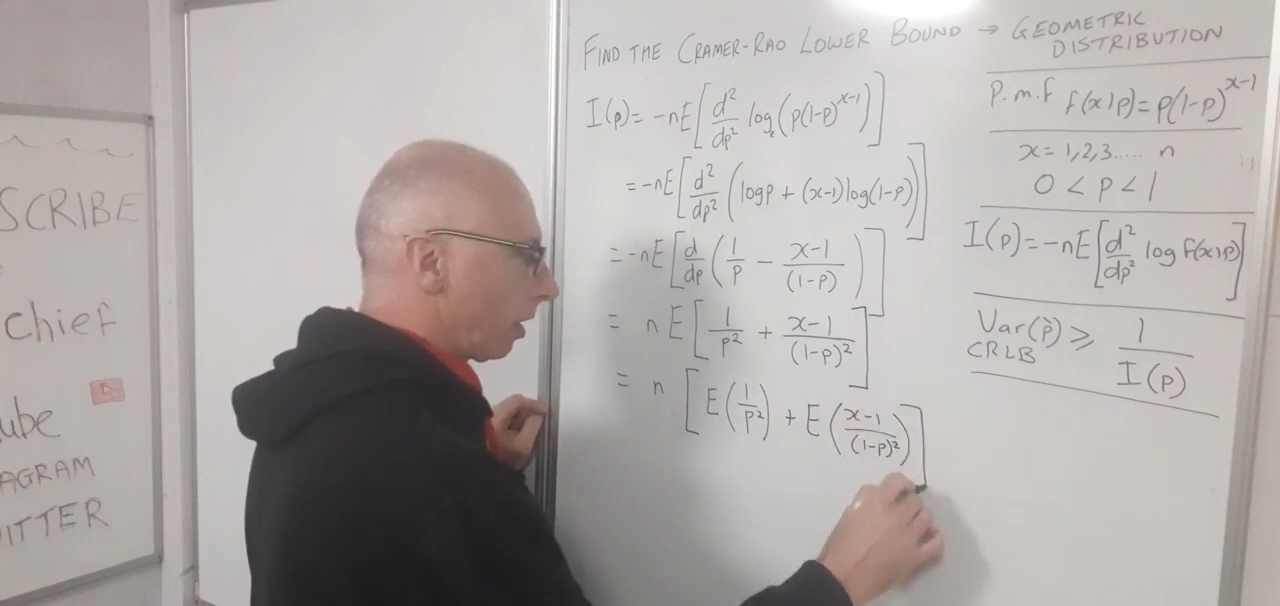 SCRIBE
Chief
ube
AGRAM
ITTER
FIND THE CRAMER-RAO LOWER BOUND → GEOMETRIC DISTRIBUTION
I(p) = -nE[d²/dp² logₑ(p(1-p)^(x-1))]
= -nE[d²/dp² (log p + (x-1)log(1-p))]
= -nE[d/dp (1/p - (x-1)/(1-p))]
= nE[1/p² + (x-1)/(1-p)²]
= n[E(1/p²) + E((x-1)/(1-p)²)]
P.m.f f(x|p) = p(1-p)^(x-1)
x = 1,2,3..... n
0 < p < 1
I(p) = -nE[d²/dp² log f(x|p)]
Var(p̂) ⩾ 1/I(p)
CRLB